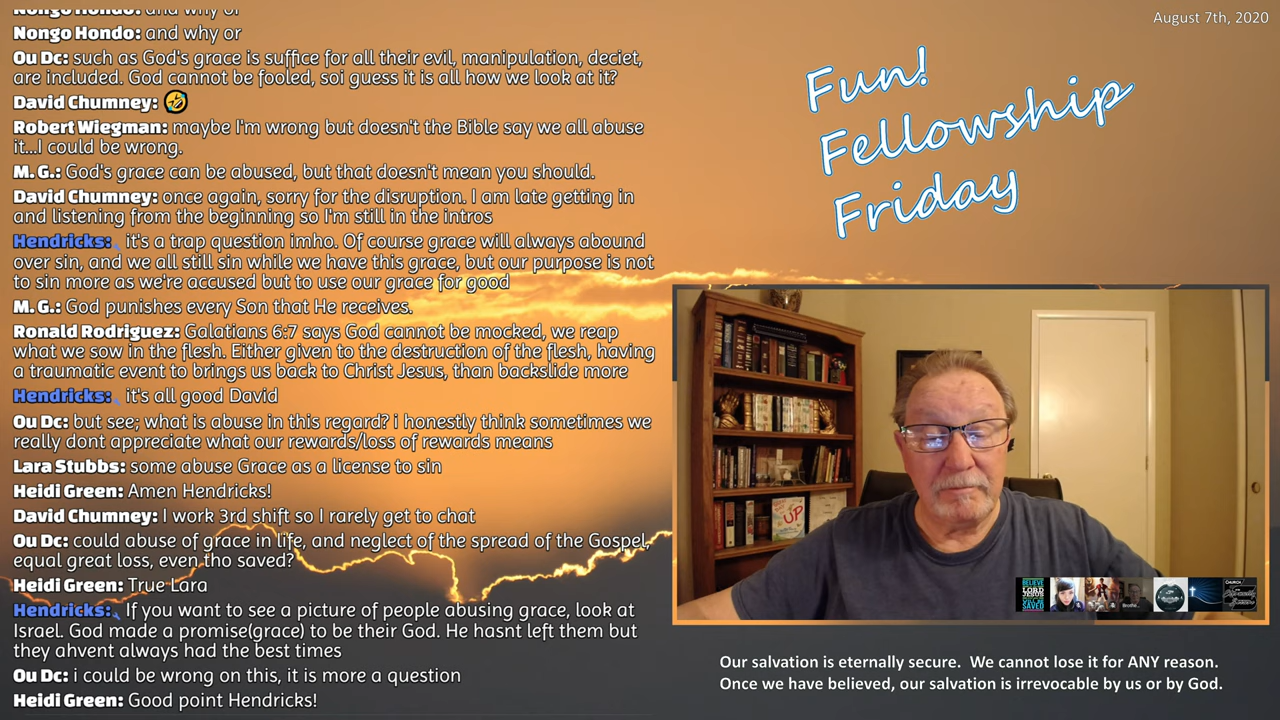 Nongo Hondo: and why or
Nongo Hondo: and why or
Ou Dc: such as God's grace is suffice for all their evil, manipulation, deciet,
are included. God cannot be fooled, soi guess it is all how we look at it?
David Chumney: 🤣
Robert Wiegman: maybe I'm wrong but doesn't the Bible say we all abuse
it...I could be wrong.
M. G.: God's grace can be abused, but that doesn't mean you should.
David Chumney: once again, sorry for the disruption. I am late getting in
and listening from the beginning so I'm still in the intros
Hendricks: it's a trap question imho. Of course grace will always abound
over sin, and we all still sin while we have this grace, but our purpose is not
to sin more as we're accused but to use our grace for good
M. G.: God punishes every Son that He receives.
Ronald Rodriguez: Galatians 6:7 says God cannot be mocked, we reap
what we sow in the flesh. Either given to the destruction of the flesh, having
a traumatic event to brings us back to Christ Jesus, than backslide more
Hendricks: it's all good David
Ou Dc: but see; what is abuse in this regard? i honestly think sometimes we
really dont appreciate what our rewards/loss of rewards means
Lara Stubbs: some abuse Grace as a license to sin
Heidi Green: Amen Hendricks!
David Chumney: I work 3rd shift so I rarely get to chat
Ou Dc: could abuse of grace in life, and neglect of the spread of the Gospel,
equal great loss, even tho saved?
Heidi Green: True Lara
Hendricks: If you want to see a picture of people abusing grace, look at
Israel. God made a promise(grace) to be their God. He hasnt left them but
they ahvent always had the best times
Ou Dc: i could be wrong on this, it is more a question
Heidi Green: Good point Hendricks!
August 7th, 2020
Fun!
Fellowship
Friday
UP
BELIEVE
LORD
JESUS
SAVED
CHURCH
Our salvation is eternally secure. We cannot lose it for ANY reason.
Once we have believed, our salvation is irrevocable by us or by God.